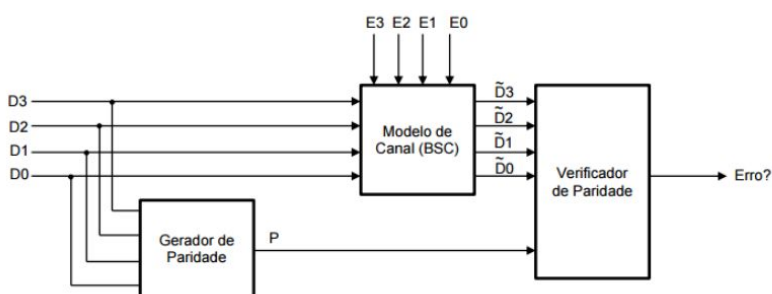 E3 E2 E1 E0
D3
D2
D1
D0
Modelo de
Canal (BSC)
D̃3
D̃2
D̃1
D̃0
Verificador
de Paridade
Erro?
Gerador de
Paridade
P